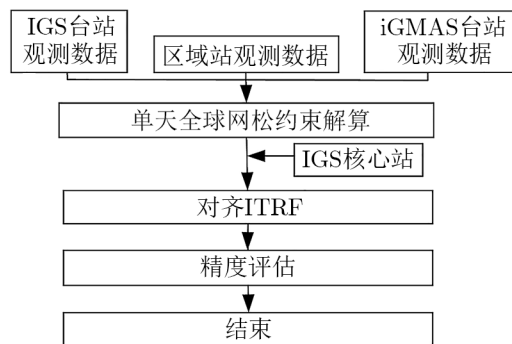 IGS台站
观测数据
区域站观测数据
iGMAS台站
观测数据
单天全球网松约束解算
IGS核心站
对齐ITRF
精度评估
结束